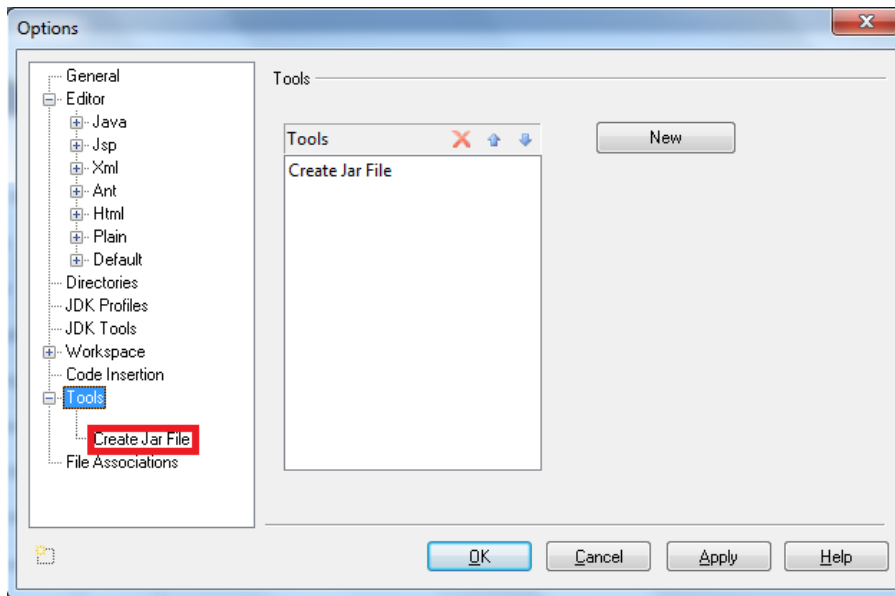 Options
General
Editor
Java
Jsp
Xml
Ant
Html
Plain
Default
Directories
JDK Profiles
JDK Tools
Workspace
Code Insertion
Tools
Create Jar File
File Associations
Tools
Tools
New
Create Jar File
OK
Cancel
Apply
Help